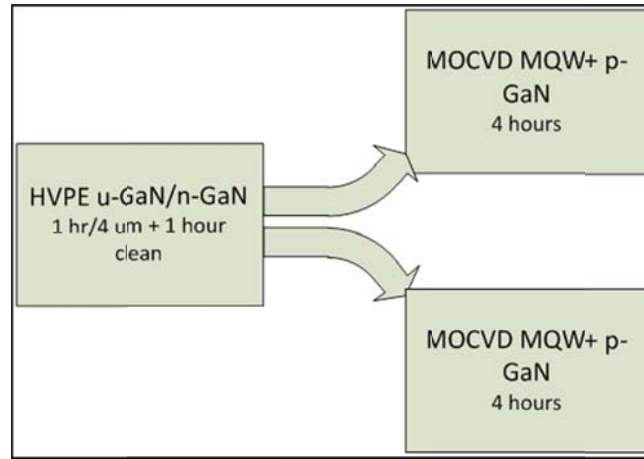 MOCVD MQW+ p-
GaN
4 hours
HVPE u-GaN/n-GaN
1 hr/4 um + 1 hour
clean
MOCVD MQW+ p-
GaN
4 hours